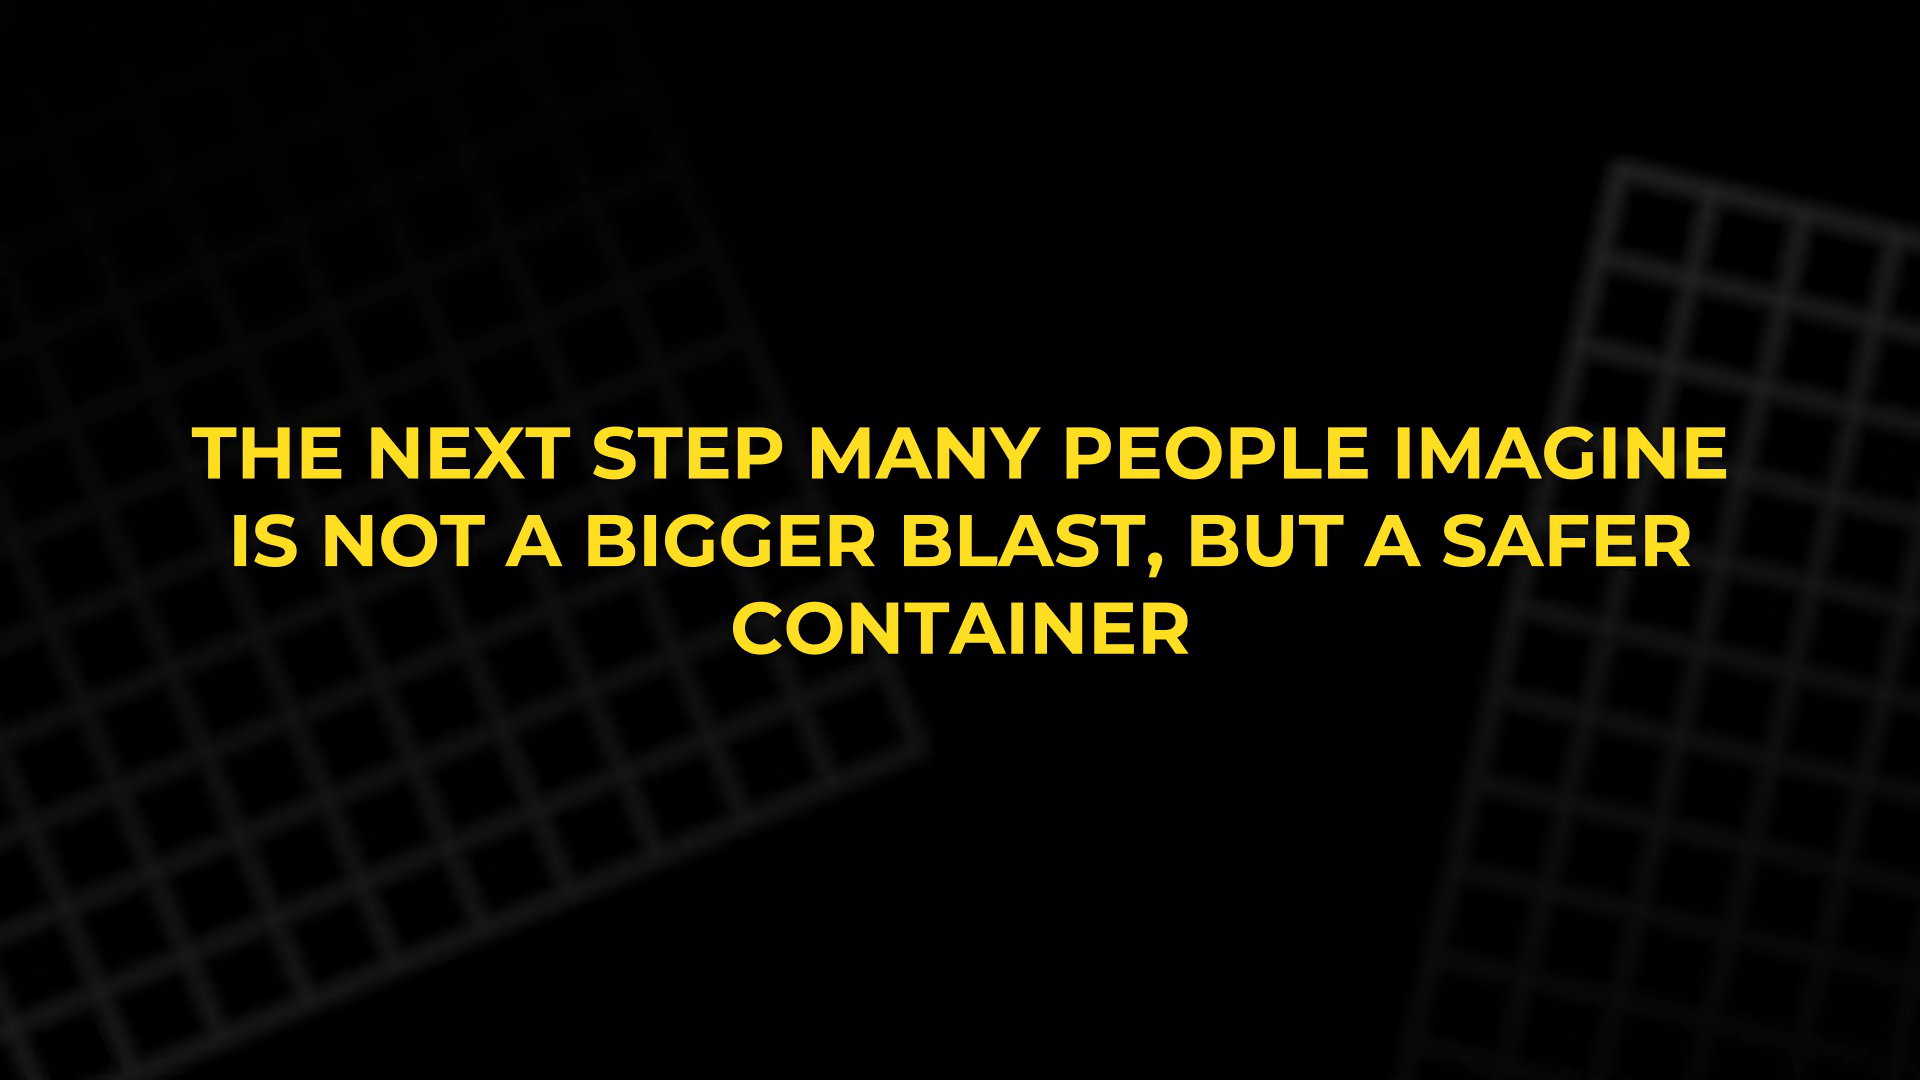 THE NEXT STEP MANY PEOPLE IMAGINE
IS NOT A BIGGER BLAST, BUT A SAFER
CONTAINER